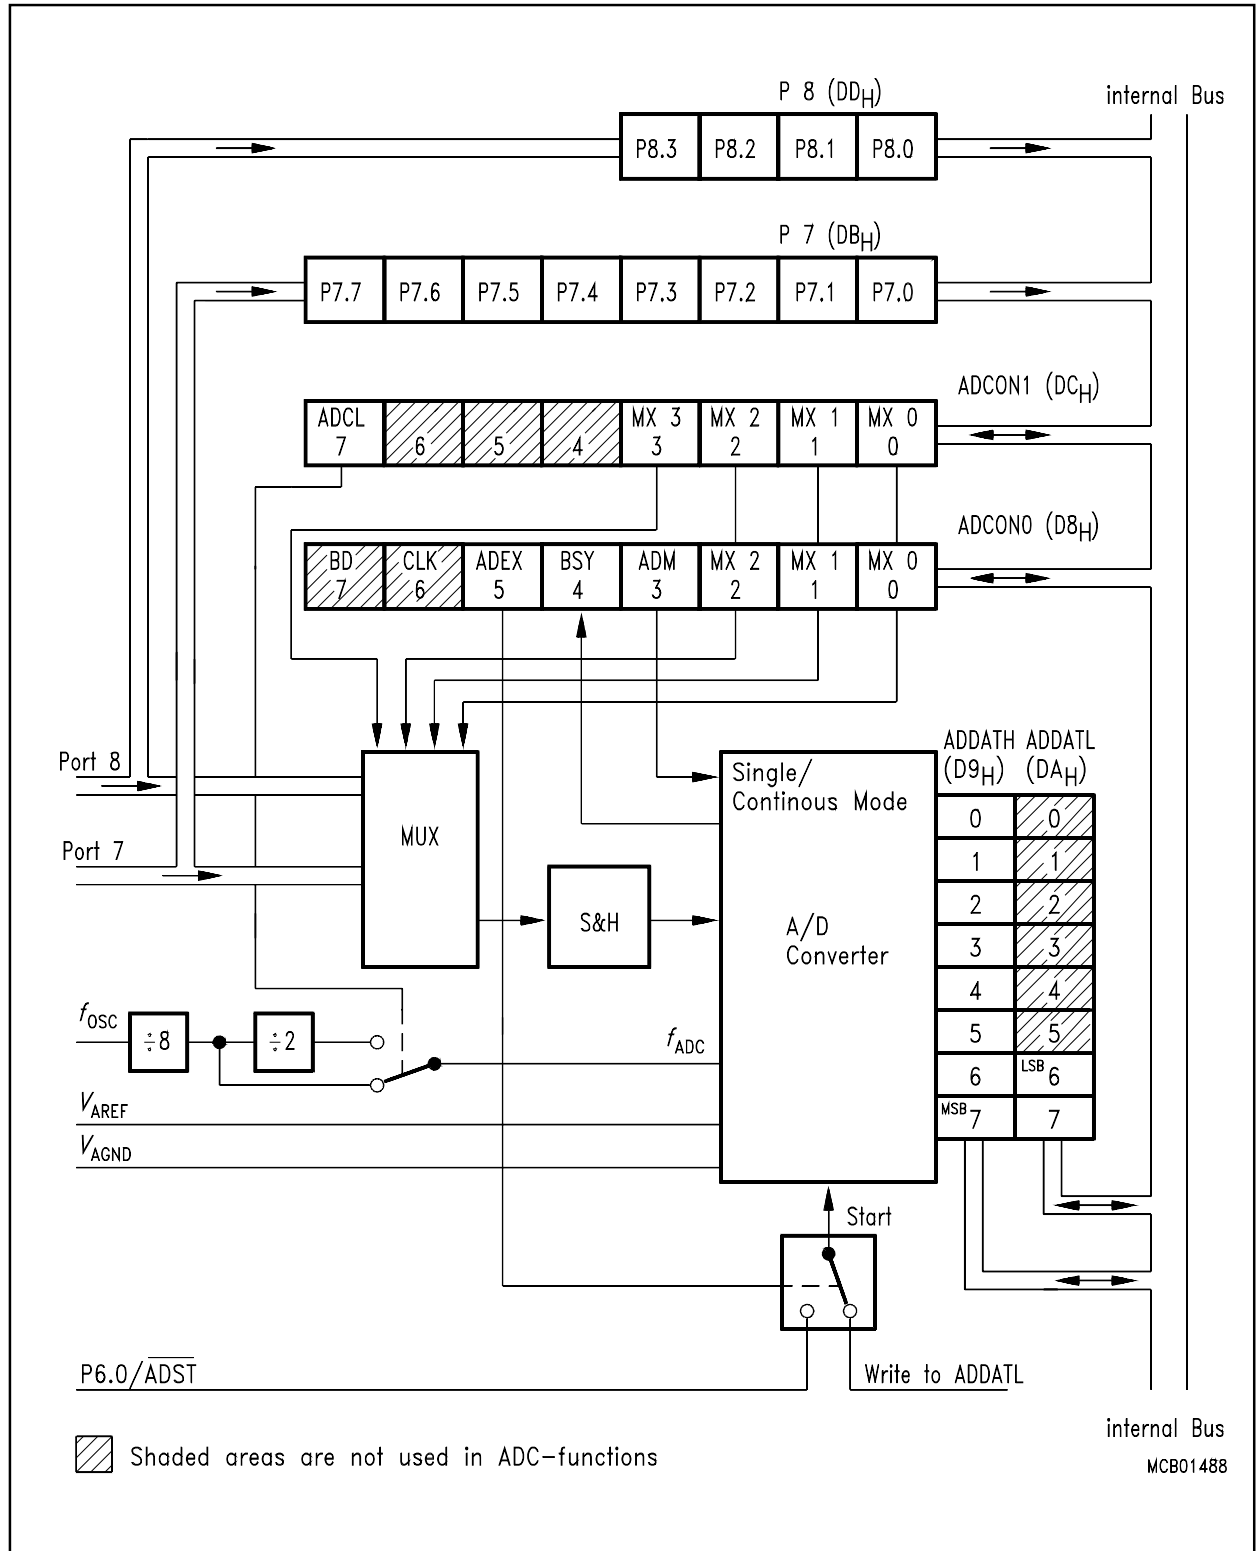 P 8 (DDH)
internal Bus
P8.3 P8.2 P8.1 P8.0
P 7 (DBH)
P7.7 P7.6 P7.5 P7.4 P7.3 P7.2 P7.1 P7.0
ADCON1 (DCH)
ADCL MX 3 MX 2 MX 1 MX 0
7 6 5 4 3 2 1 0
ADCON0 (D8H)
BD CLK ADEX BSY ADM MX 2 MX 1 MX 0
7 6 5 4 3 2 1 0
ADDATH ADDATL
(D9H) (DAH)
Port 8
Single/
Continous Mode
0 0
MUX
Port 7
1 1
2 2
S&H
A/D
Converter
3 3
4 4
fOSC
÷8 ÷2
fADC
5 5
6 LSB 6
VAREF
MSB 7 7
VAGND
Start
P6.0/ADST
Write to ADDATL
internal Bus
Shaded areas are not used in ADC-functions
MCB01488